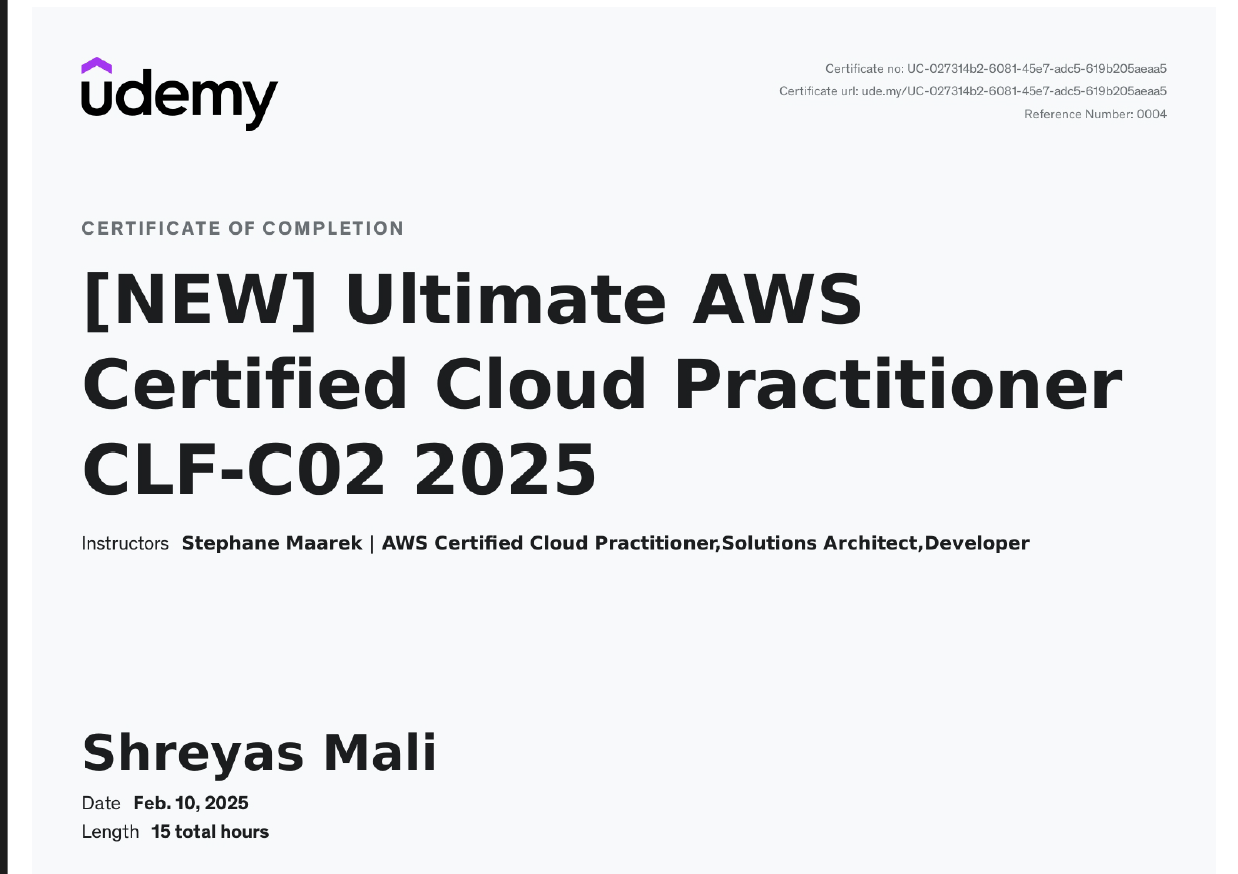 udemy
Certificate no: UC-027314b2-6081-45e7-adc5-619b205aeaa5
Certificate url: ude.my/UC-027314b2-6081-45e7-adc5-619b205aeaa5
Reference Number: 0004
CERTIFICATE OF COMPLETION
[NEW] Ultimate AWS
Certified Cloud Practitioner
CLF-C02 2025
Instructors Stephane Maarek | AWS Certified Cloud Practitioner,Solutions Architect,Developer
Shreyas Mali
Date Feb. 10, 2025
Length 15 total hours